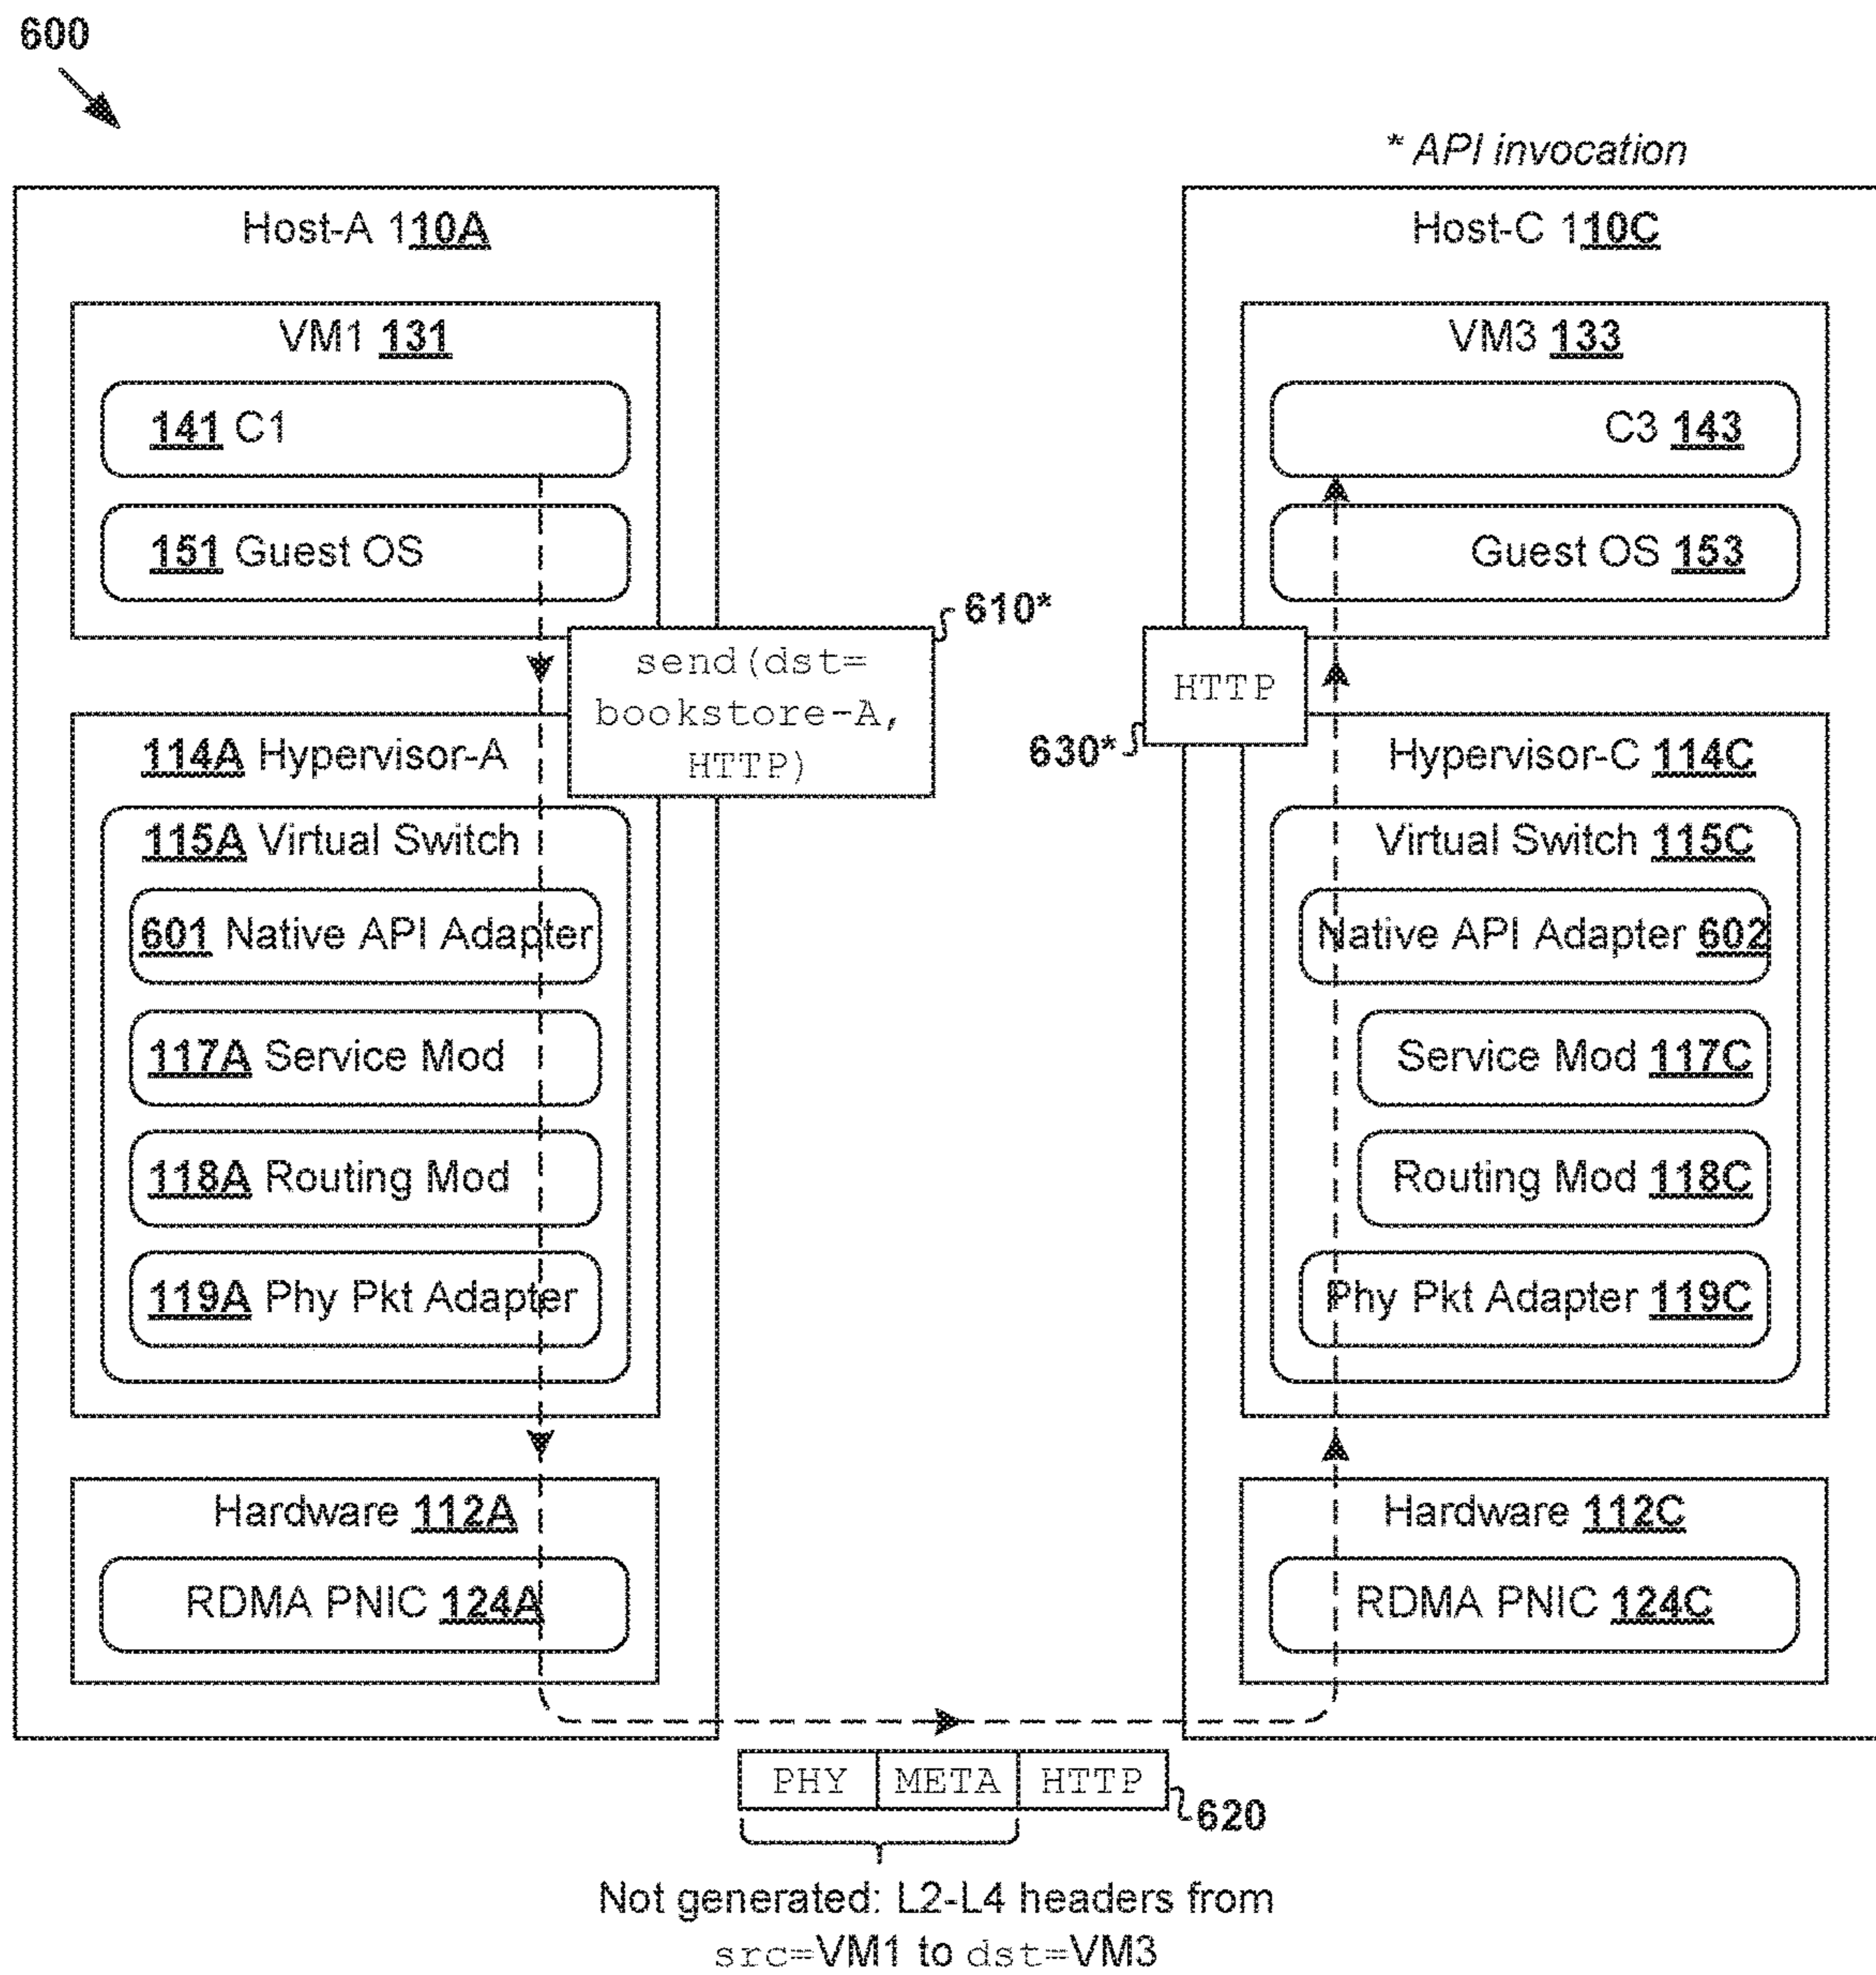 600
* API invocation
Host-A 110A
VM1 131
141 C1
151 Guest OS
610*
send(dst=
bookstore-A,
HTTP)
114A Hypervisor-A
115A Virtual Switch
601 Native API Adapter
117A Service Mod
118A Routing Mod
119A Phy Pkt Adapter
Hardware 112A
RDMA PNIC 124A
Host-C 110C
VM3 133
C3 143
Guest OS 153
HTTP
630*
Hypervisor-C 114C
Virtual Switch 115C
Native API Adapter 602
Service Mod 117C
Routing Mod 118C
Phy Pkt Adapter 119C
Hardware 112C
RDMA PNIC 124C
PHY META HTTP
620
Not generated: L2-L4 headers from
src=VM1 to dst=VM3